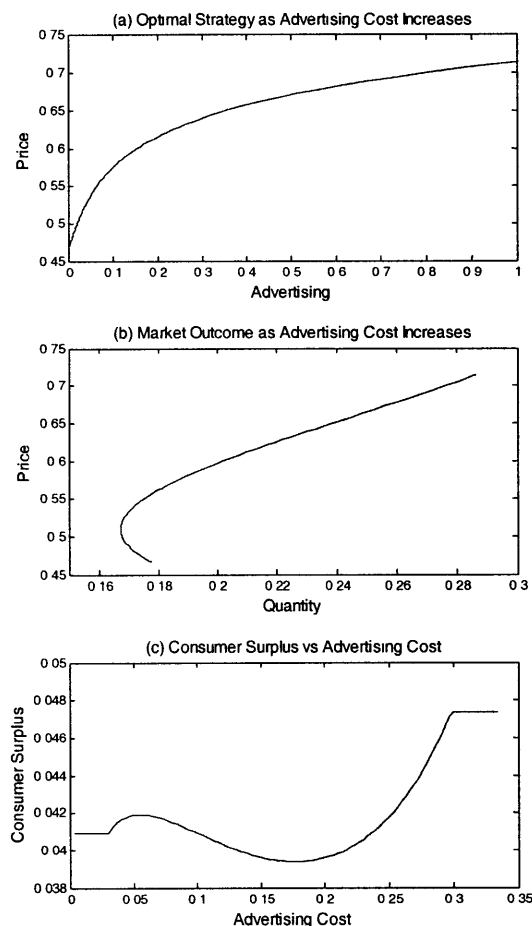 (a) Optimal Strategy as Advertising Cost Increases
0 75
0 7
0 65
0 6
0 55
0 5
0 45
Price
0 0 1 0 2 0 3 0 4 0 5 0 6 0 7 0 8 0 9 1
Advertising
(b) Market Outcome as Advertising Cost Increases
0 75
0 7
0 65
0 6
0 55
0 5
0 45
Price
0 16 0 18 0 2 0 22 0 24 0 26 0 28 0 3
Quantity
(c) Consumer Surplus vs Advertising Cost
0 05
0 048
0 046
0 044
0 042
0 04
0 038
Consumer Surplus
0 0 05 0 1 0 15 0 2 0 25 0 3 0 35
Advertising Cost